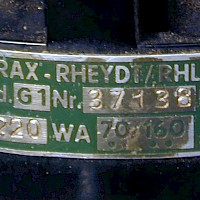 RAX - RHEYDT/RHL
. G1 Nr. 37138
220 WA 70/160